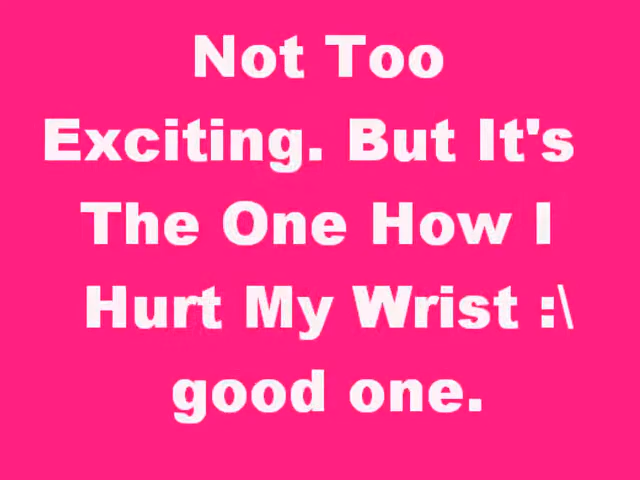 Not Too
Exciting. But It's
The One How I
Hurt My Wrist :\
good one.